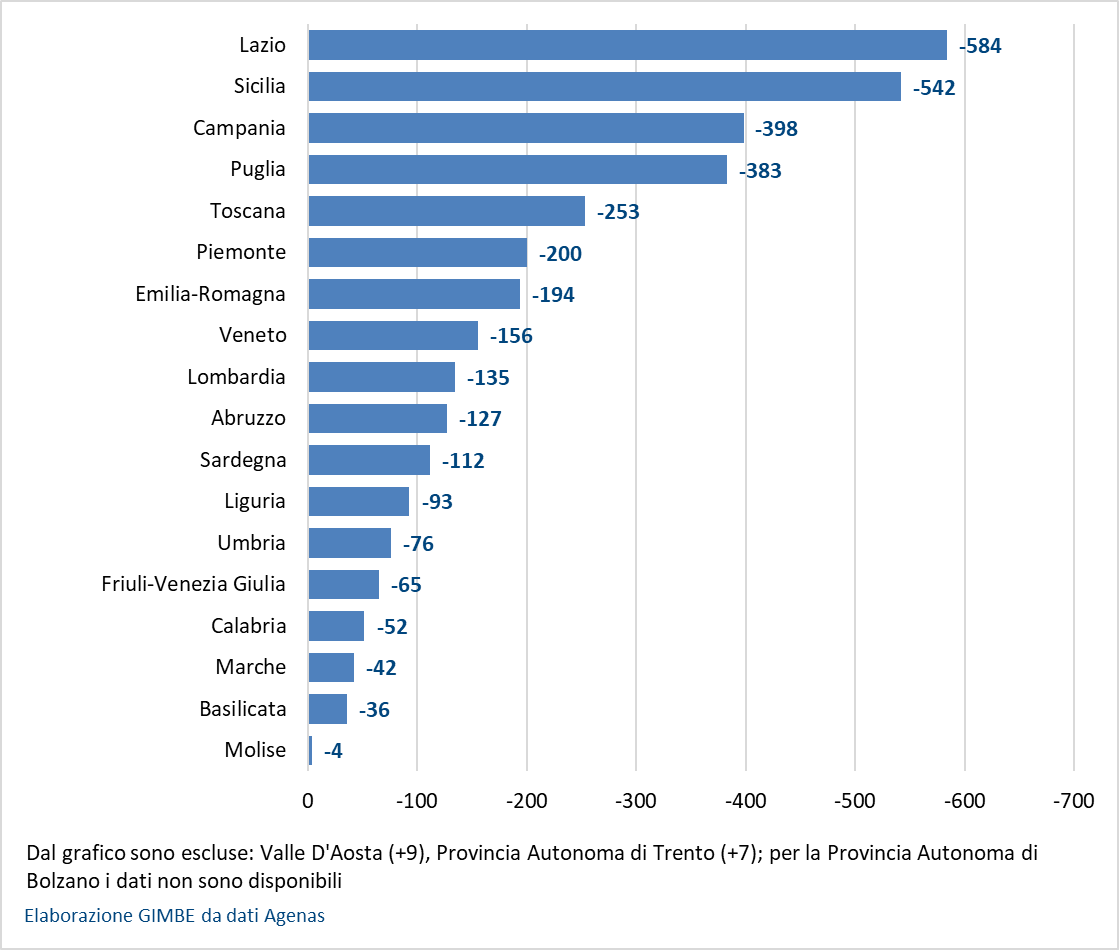 Lazio -584
Sicilia -542
Campania -398
Puglia -383
Toscana -253
Piemonte -200
Emilia-Romagna -194
Veneto -156
Lombardia -135
Abruzzo -127
Sardegna -112
Liguria -93
Umbria -76
Friuli-Venezia Giulia -65
Calabria -52
Marche -42
Basilicata -36
Molise -4
0 -100 -200 -300 -400 -500 -600 -700
Dal grafico sono escluse: Valle D'Aosta (+9), Provincia Autonoma di Trento (+7); per la Provincia Autonoma di
Bolzano i dati non sono disponibili
Elaborazione GIMBE da dati Agenas